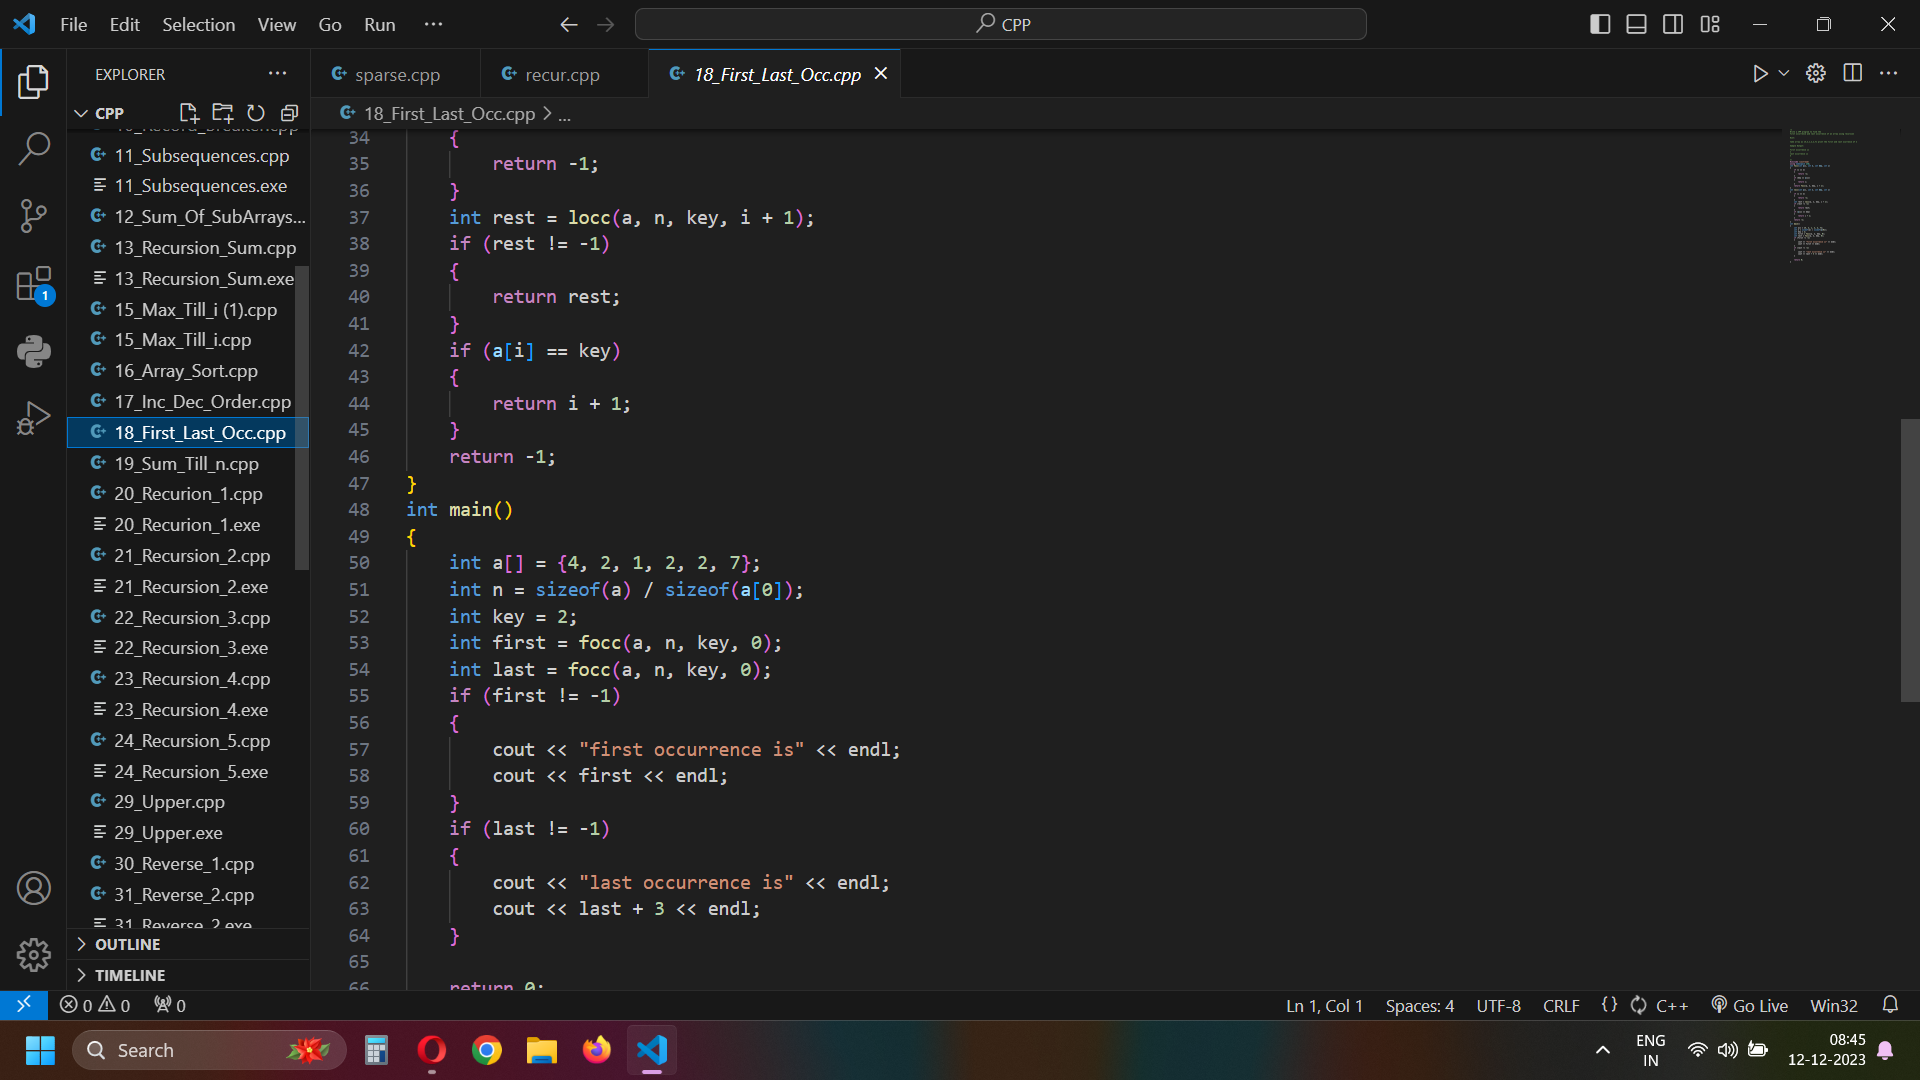 File Edit Selection View Go Run ···
CPP
EXPLORER ···
sparse.cpp
recur.cpp
18_First_Last_Occ.cpp
CPP
18_First_Last_Occ.cpp > ...
10_Record_Breaker.cpp
11_Subsequences.cpp
11_Subsequences.exe
12_Sum_Of_SubArrays...
13_Recursion_Sum.cpp
13_Recursion_Sum.exe
15_Max_Till_i (1).cpp
15_Max_Till_i.cpp
16_Array_Sort.cpp
17_Inc_Dec_Order.cpp
18_First_Last_Occ.cpp
19_Sum_Till_n.cpp
20_Recurion_1.cpp
20_Recurion_1.exe
21_Recursion_2.cpp
21_Recursion_2.exe
22_Recursion_3.cpp
22_Recursion_3.exe
23_Recursion_4.cpp
23_Recursion_4.exe
24_Recursion_5.cpp
24_Recursion_5.exe
29_Upper.cpp
29_Upper.exe
30_Reverse_1.cpp
31_Reverse_2.cpp
31_Reverse_2.exe
OUTLINE
TIMELINE
1
34     {
35         return -1;
36     }
37     int rest = locc(a, n, key, i + 1);
38     if (rest != -1)
39     {
40         return rest;
41     }
42     if (a[i] == key)
43     {
44         return i + 1;
45     }
46     return -1;
47 }
48 int main()
49 {
50     int a[] = {4, 2, 1, 2, 2, 7};
51     int n = sizeof(a) / sizeof(a[0]);
52     int key = 2;
53     int first = focc(a, n, key, 0);
54     int last = focc(a, n, key, 0);
55     if (first != -1)
56     {
57         cout << "first occurrence is" << endl;
58         cout << first << endl;
59     }
60     if (last != -1)
61     {
62         cout << "last occurrence is" << endl;
63         cout << last + 3 << endl;
64     }
65
66     return 0;
0 0 0
Ln 1, Col 1 Spaces: 4 UTF-8 CRLF {} C++ Go Live Win32
Search
ENG
IN
08:45
12-12-2023